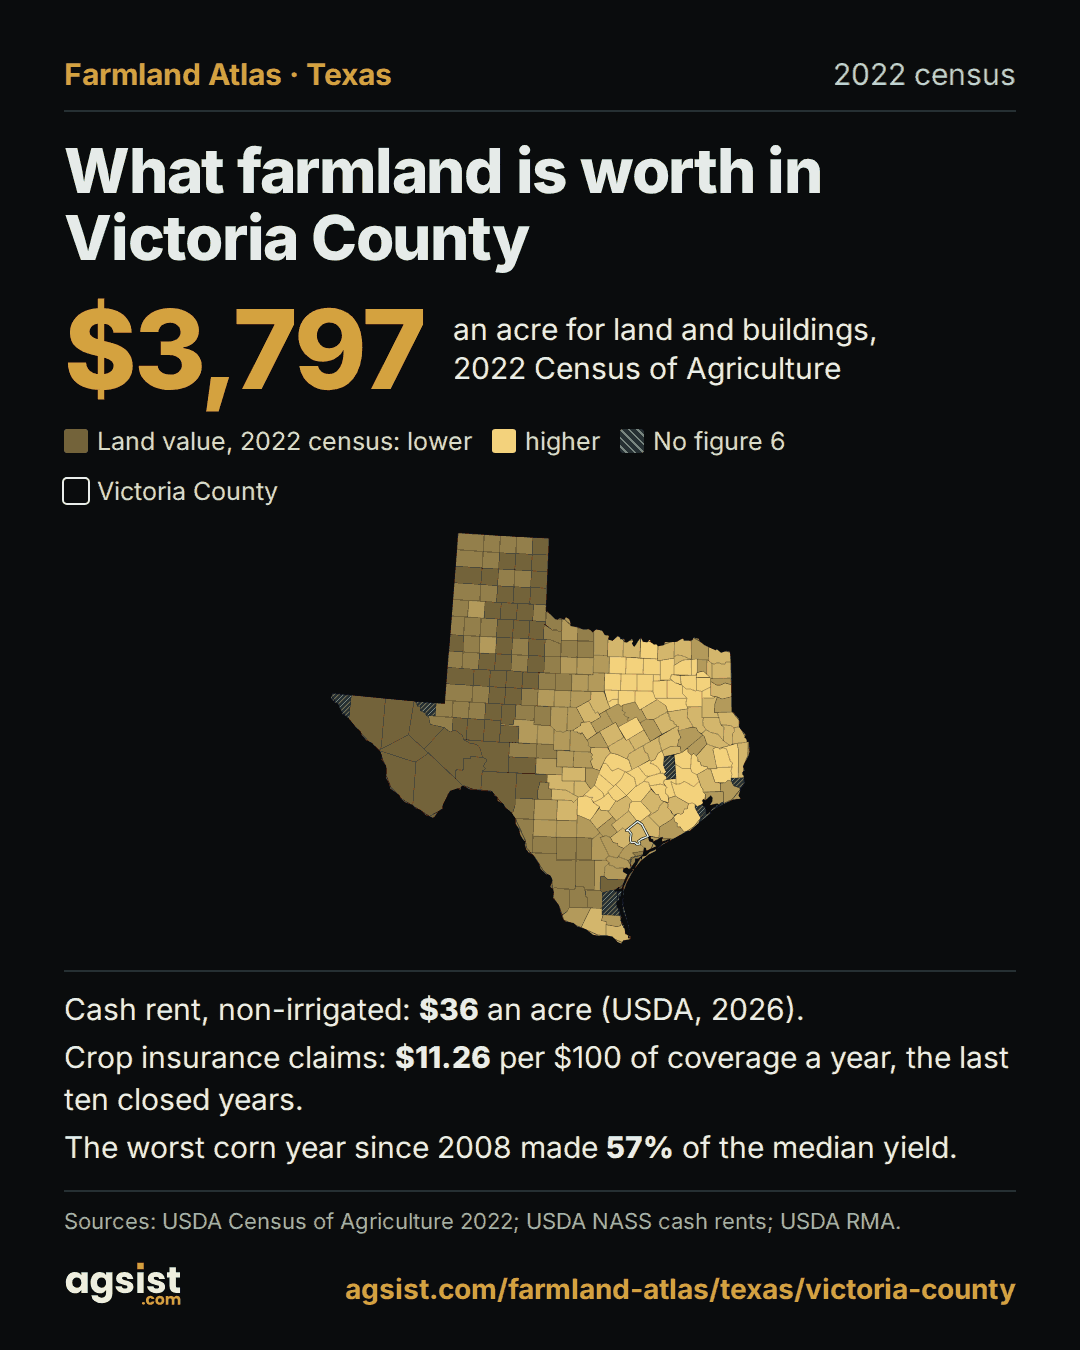 Farmland Atlas · Texas
2022 census
What farmland is worth in
Victoria County
$3,797
an acre for land and buildings,
2022 Census of Agriculture
Land value, 2022 census: lower
higher
No figure 6
Victoria County
Cash rent, non-irrigated: $36 an acre (USDA, 2026).
Crop insurance claims: $11.26 per $100 of coverage a year, the last
ten closed years.
The worst corn year since 2008 made 57% of the median yield.
Sources: USDA Census of Agriculture 2022; USDA NASS cash rents; USDA RMA.
agsist
.com
agsist.com/farmland-atlas/texas/victoria-county